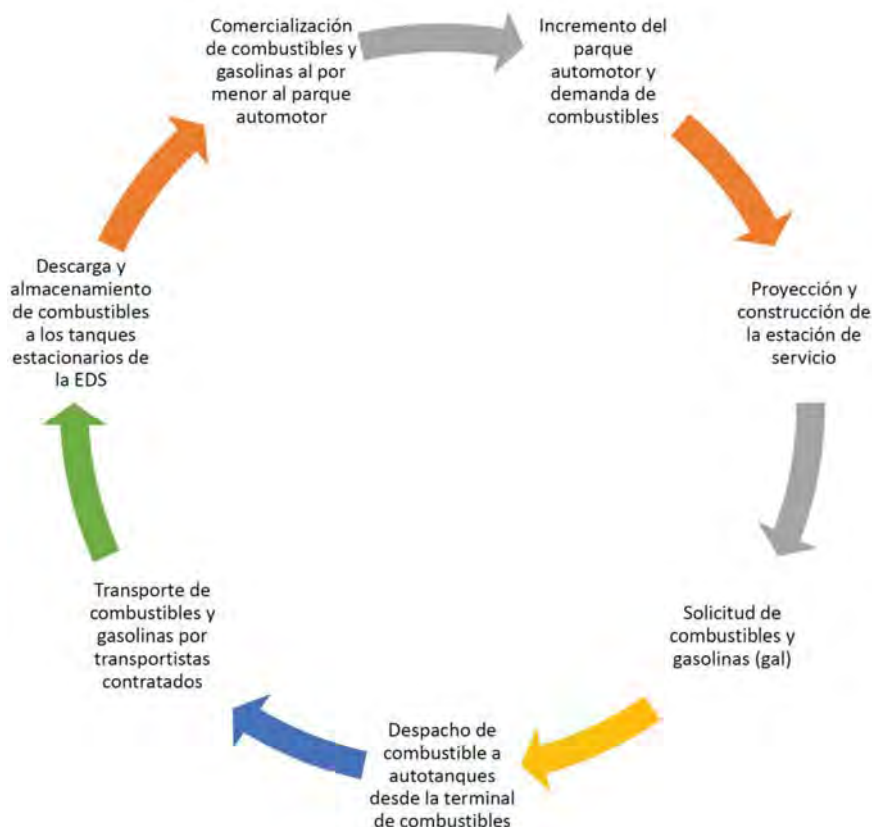 Comercialización
de combustibles y
gasolinas al por
menor al parque
automotor
Incremento del
parque
automotor y
demanda de
combustibles
Proyección y
construcción de
la estación de
servicio
Solicitud de
combustibles y
gasolinas (gal)
Despacho de
combustible a
autotanques
desde la terminal
de combustibles
Transporte de
combustibles y
gasolinas por
transportistas
contratados
Descarga y
almacenamiento
de combustibles
a los tanques
estacionarios de
la EDS